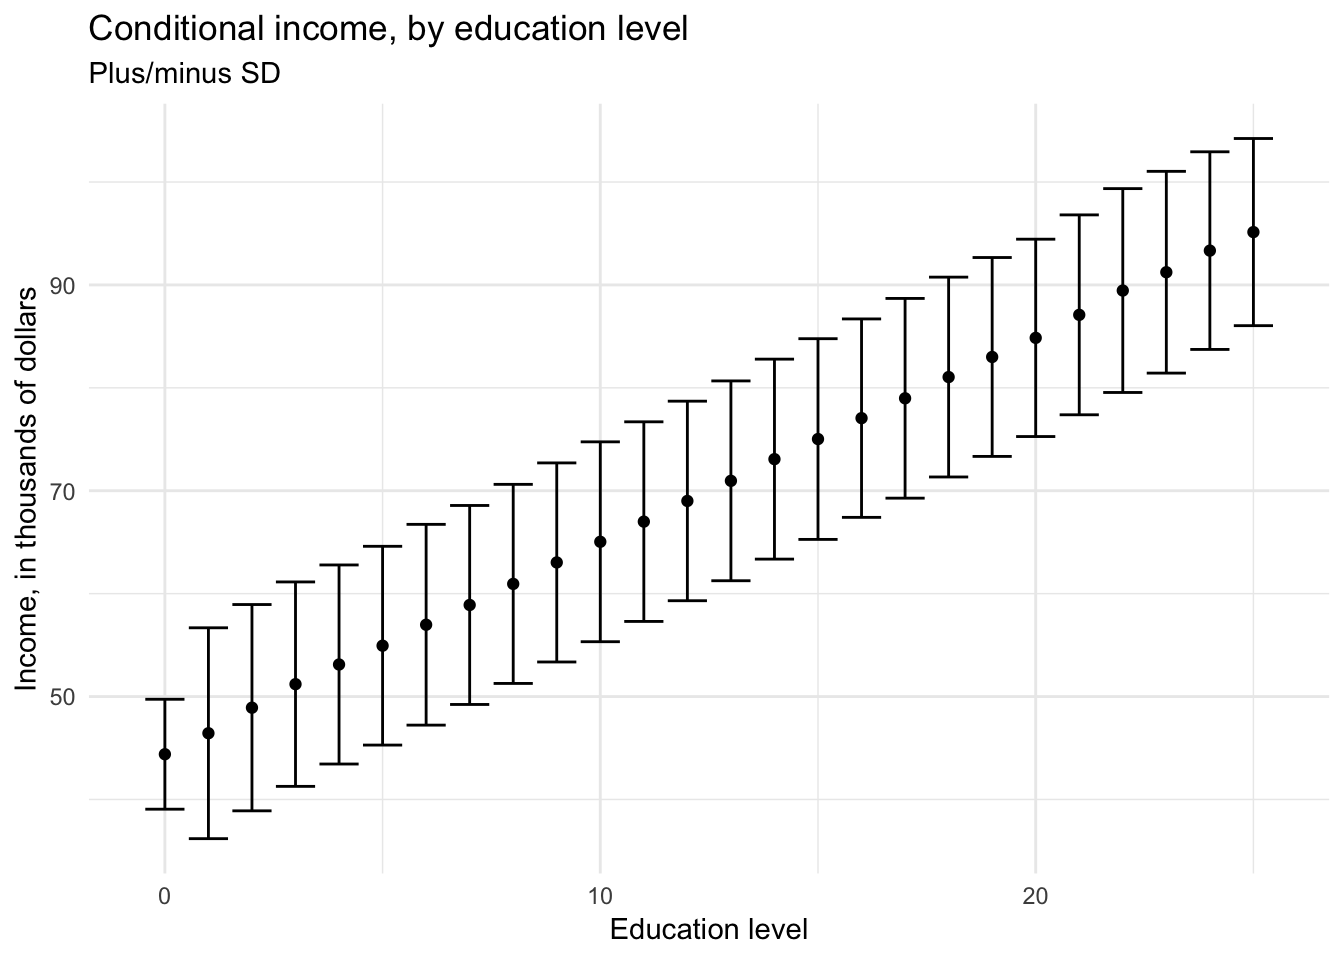 Conditional income, by education level
Plus/minus SD
Income, in thousands of dollars
90
70
50
0
10
20
Education level